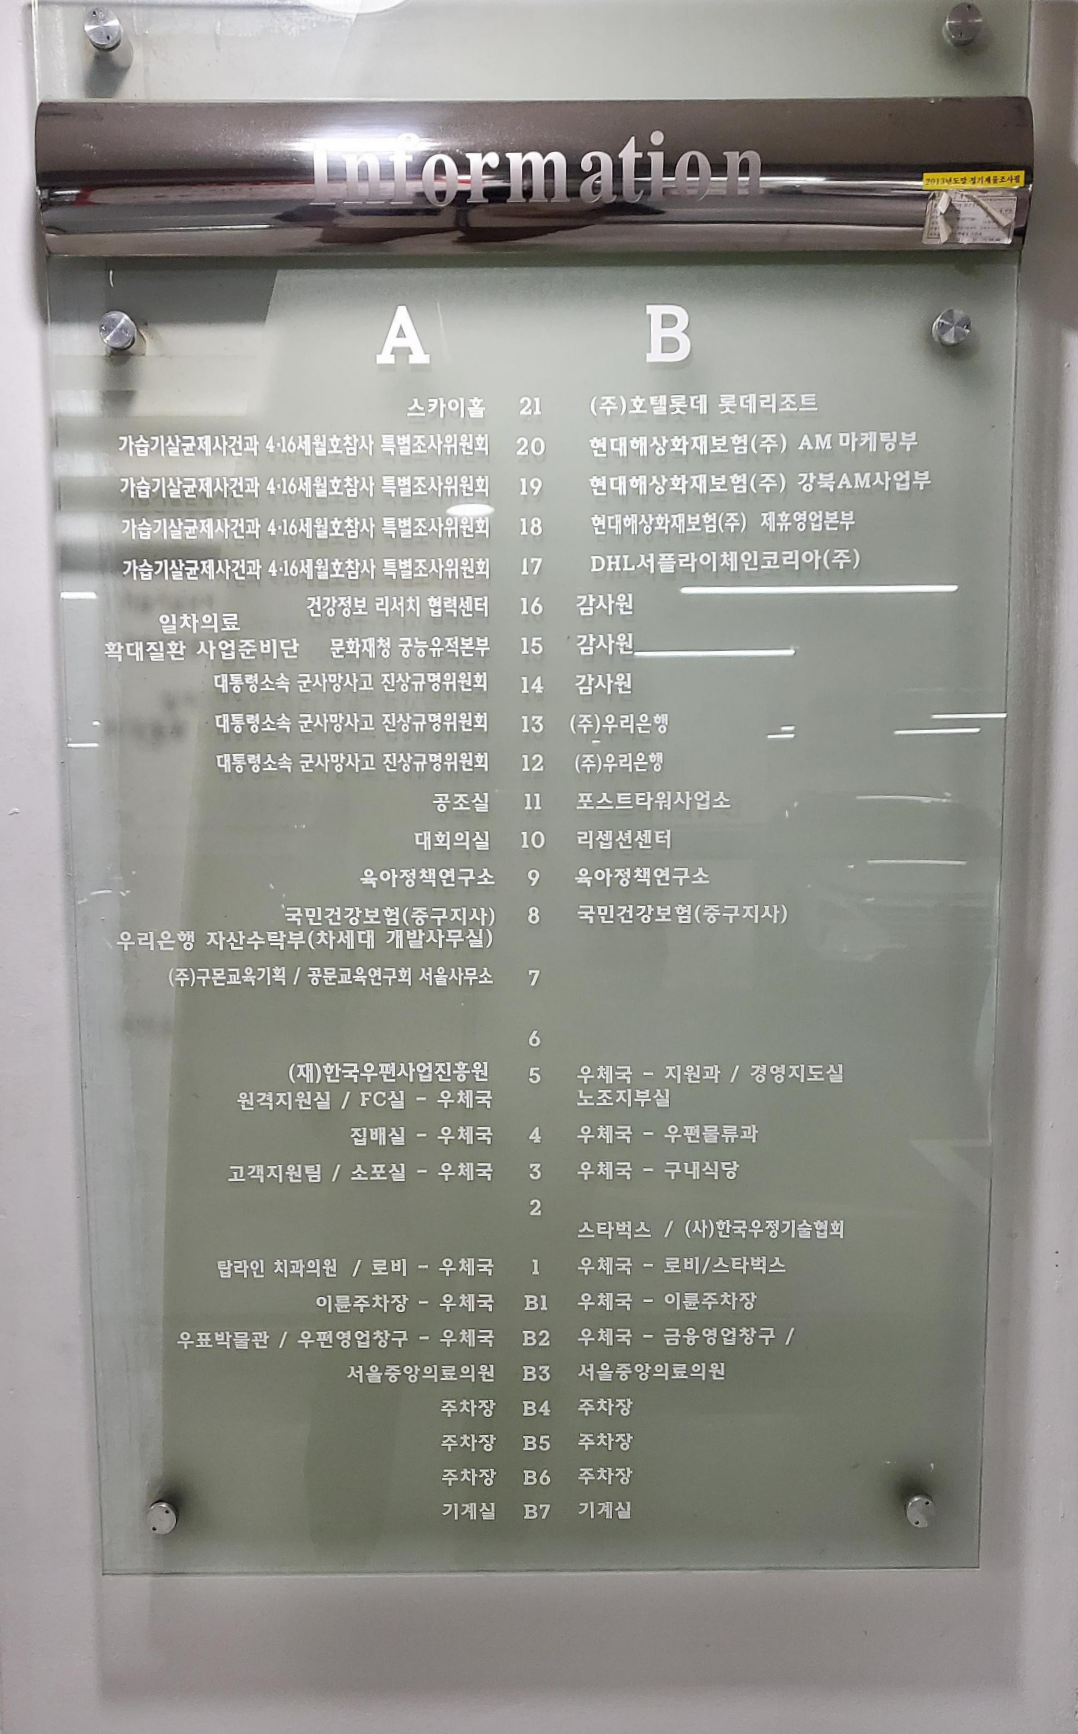 Information
2013년도말 정기재물조사필
A B
스카이홀 21 (주)호텔롯데 롯데리조트
가습기살균제사건과 4·16세월호참사 특별조사위원회 20 현대해상화재보험(주) AM 마케팅부
가습기살균제사건과 4·16세월호참사 특별조사위원회 19 현대해상화재보험(주) 강북AM사업부
가습기살균제사건과 4·16세월호참사 특별조사위원회 18 현대해상화재보험(주) 제휴영업본부
가습기살균제사건과 4·16세월호참사 특별조사위원회 17 DHL서플라이체인코리아(주)
건강정보 리서치 협력센터 16 감사원
일차의료
확대질환 사업준비단 문화재청 궁능유적본부 15 감사원
대통령소속 군사망사고 진상규명위원회 14 감사원
대통령소속 군사망사고 진상규명위원회 13 (주)우리은행
대통령소속 군사망사고 진상규명위원회 12 (주)우리은행
공조실 11 포스트타워사업소
대회의실 10 리셉션센터
육아정책연구소 9 육아정책연구소
국민건강보험(중구지사) 8 국민건강보험(중구지사)
우리은행 자산수탁부(차세대 개발사무실)
(주)구몬교육기획 / 공문교육연구회 서울사무소 7
6
(재)한국우편사업진흥원 5 우체국 - 지원과 / 경영지도실
원격지원실 / FC실 - 우체국 노조지부실
집배실 - 우체국 4 우체국 - 우편물류과
고객지원팀 / 소포실 - 우체국 3 우체국 - 구내식당
2
스타벅스 / (사)한국우정기술협회
탑라인 치과의원 / 로비 - 우체국 1 우체국 - 로비/스타벅스
이륜주차장 - 우체국 B1 우체국 - 이륜주차장
우표박물관 / 우편영업창구 - 우체국 B2 우체국 - 금융영업창구 /
서울중앙의료의원 B3 서울중앙의료의원
주차장 B4 주차장
주차장 B5 주차장
주차장 B6 주차장
기계실 B7 기계실